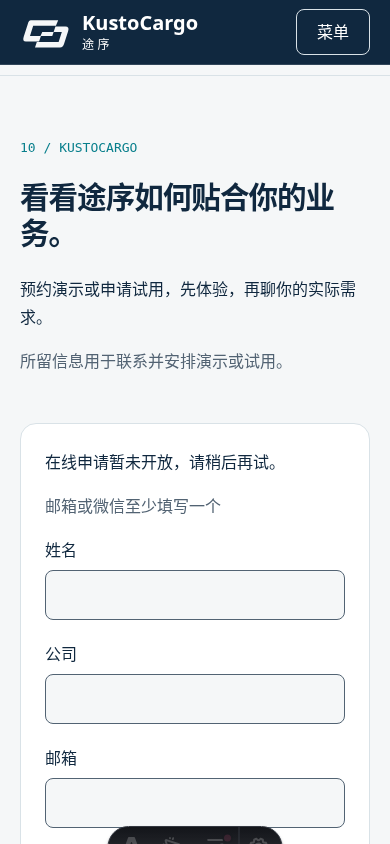 KustoCargo
途序
菜单
10 / KUSTOCARGO
看看途序如何贴合你的业
务。
预约演示或申请试用，先体验，再聊你的实际需
求。
所留信息用于联系并安排演示或试用。
在线申请暂未开放，请稍后再试。
邮箱或微信至少填写一个
姓名
公司
邮箱